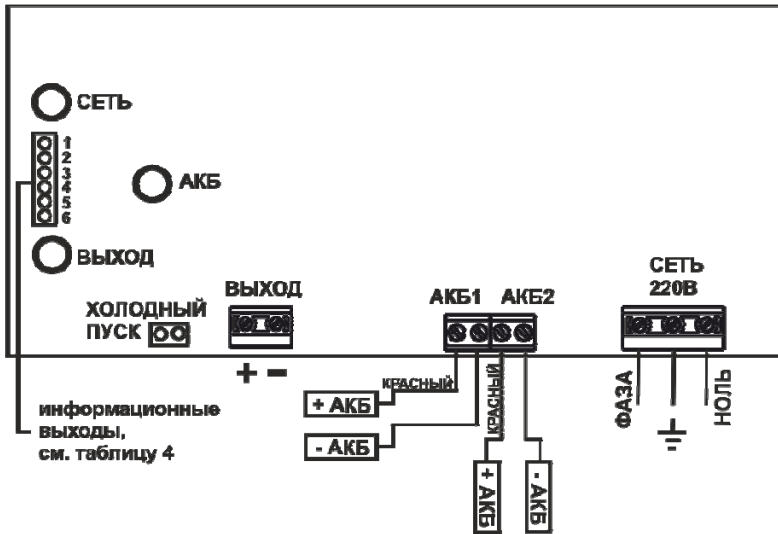 СЕТЬ
1
2
3
4
5
6
АКБ
ВЫХОД
ХОЛОДНЫЙ
ПУСК
ВЫХОД
+ -
АКБ1 АКБ2
СЕТЬ
220В
КРАСНЫЙ
КРАСНЫЙ
+ АКБ
- АКБ
+ АКБ
- АКБ
ФАЗА
НОЛЬ
информационные
выходы,
см. таблицу 4